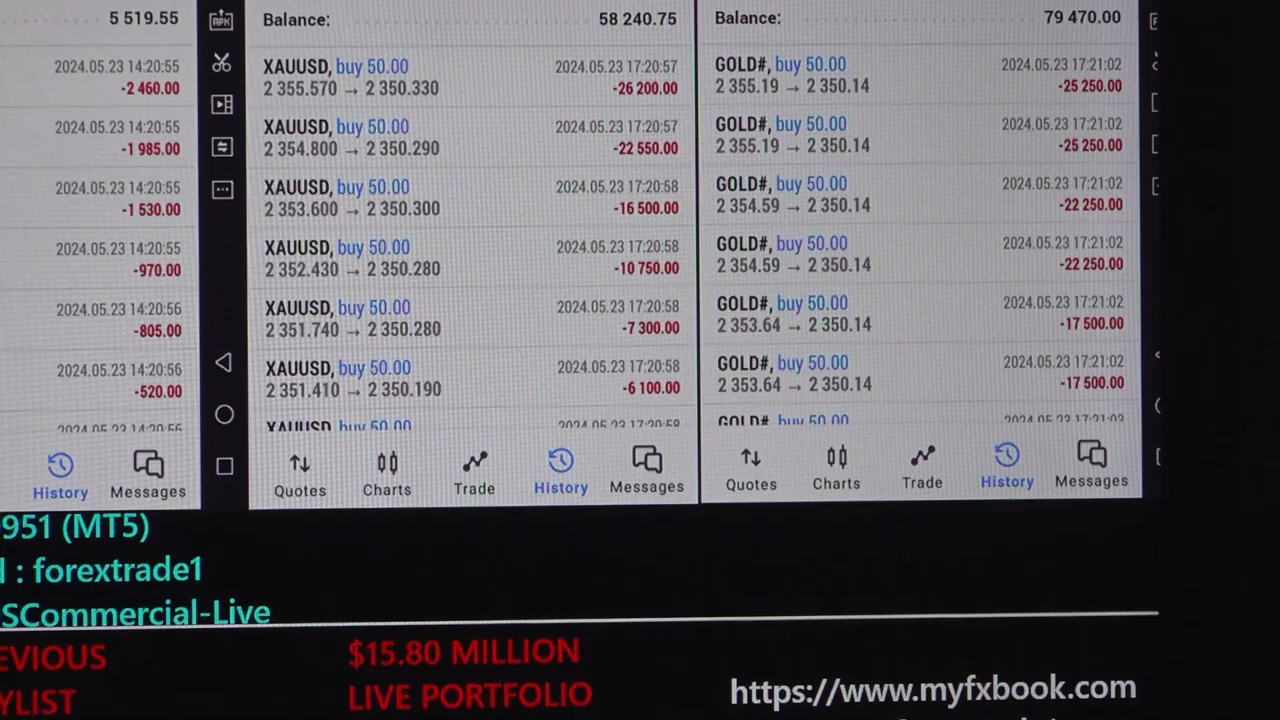 5 519.55
2024.05.23 14:20:55
-2 460.00
2024.05.23 14:20:55
-1 985.00
2024.05.23 14:20:55
-1 530.00
2024.05.23 14:20:55
-970.00
2024.05.23 14:20:56
-805.00
2024.05.23 14:20:56
-520.00
2024.05.23 14:20:56
History Messages
APK
Balance: 58 240.75
XAUUSD, buy 50.00 2024.05.23 17:20:57
2 355.570 → 2 350.330 -26 200.00
XAUUSD, buy 50.00 2024.05.23 17:20:57
2 354.800 → 2 350.290 -22 550.00
XAUUSD, buy 50.00 2024.05.23 17:20:58
2 353.600 → 2 350.300 -16 500.00
XAUUSD, buy 50.00 2024.05.23 17:20:58
2 352.430 → 2 350.280 -10 750.00
XAUUSD, buy 50.00 2024.05.23 17:20:58
2 351.740 → 2 350.280 -7 300.00
XAUUSD, buy 50.00 2024.05.23 17:20:58
2 351.410 → 2 350.190 -6 100.00
XAUUSD, buy 50.00
Quotes Charts Trade History Messages
Balance: 79 470.00
GOLD#, buy 50.00 2024.05.23 17:21:02
2 355.19 → 2 350.14 -25 250.00
GOLD#, buy 50.00 2024.05.23 17:21:02
2 355.19 → 2 350.14 -25 250.00
GOLD#, buy 50.00 2024.05.23 17:21:02
2 354.59 → 2 350.14 -22 250.00
GOLD#, buy 50.00 2024.05.23 17:21:02
2 354.59 → 2 350.14 -22 250.00
GOLD#, buy 50.00 2024.05.23 17:21:02
2 353.64 → 2 350.14 -17 500.00
GOLD#, buy 50.00 2024.05.23 17:21:02
2 353.64 → 2 350.14 -17 500.00
GOLD#, buy 50.00
Quotes Charts Trade History Messages
951 (MT5)
: forextrade1
SCommercial-Live
EVIOUS
YLIST
$15.80 MILLION
LIVE PORTFOLIO
https://www.myfxbook.com